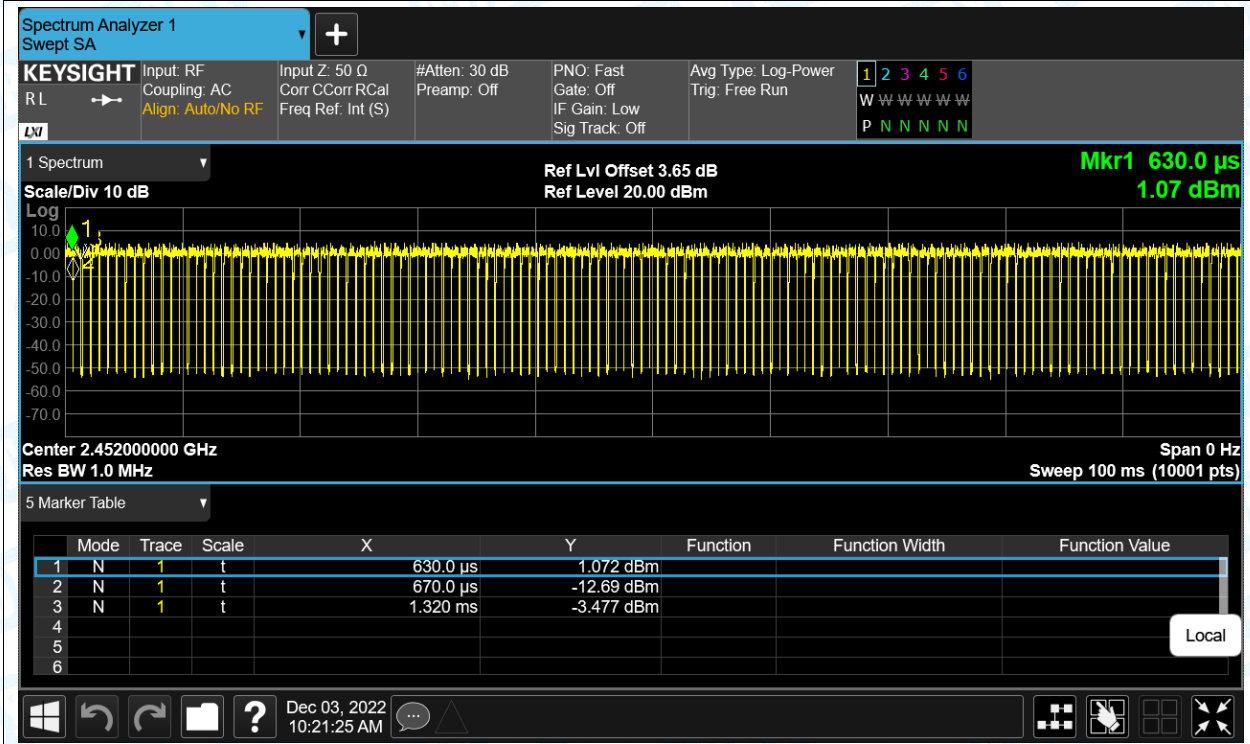 Spectrum Analyzer 1
Swept SA
KEYSIGHT
R L
LXI
Input: RF
Coupling: AC
Align: Auto/No RF
Input Z: 50 Ω
Corr CCorr RCal
Freq Ref: Int (S)
#Atten: 30 dB
Preamp: Off
PNO: Fast
Gate: Off
IF Gain: Low
Sig Track: Off
Avg Type: Log-Power
Trig: Free Run
1 2 3 4 5 6
W W W W W W
P N N N N N
1 Spectrum
Scale/Div 10 dB
Ref Lvl Offset 3.65 dB
Ref Level 20.00 dBm
Mkr1 630.0 µs
1.07 dBm
Log
10.0
0.00
-10.0
-20.0
-30.0
-40.0
-50.0
-60.0
-70.0
1
3
2
Center 2.452000000 GHz
Res BW 1.0 MHz
Span 0 Hz
Sweep 100 ms (10001 pts)
5 Marker Table
Mode Trace Scale X Y Function Function Width Function Value
1 N 1 t 630.0 µs 1.072 dBm
2 N 1 t 670.0 µs -12.69 dBm
3 N 1 t 1.320 ms -3.477 dBm
4
5
6
Local
?
Dec 03, 2022
10:21:25 AM